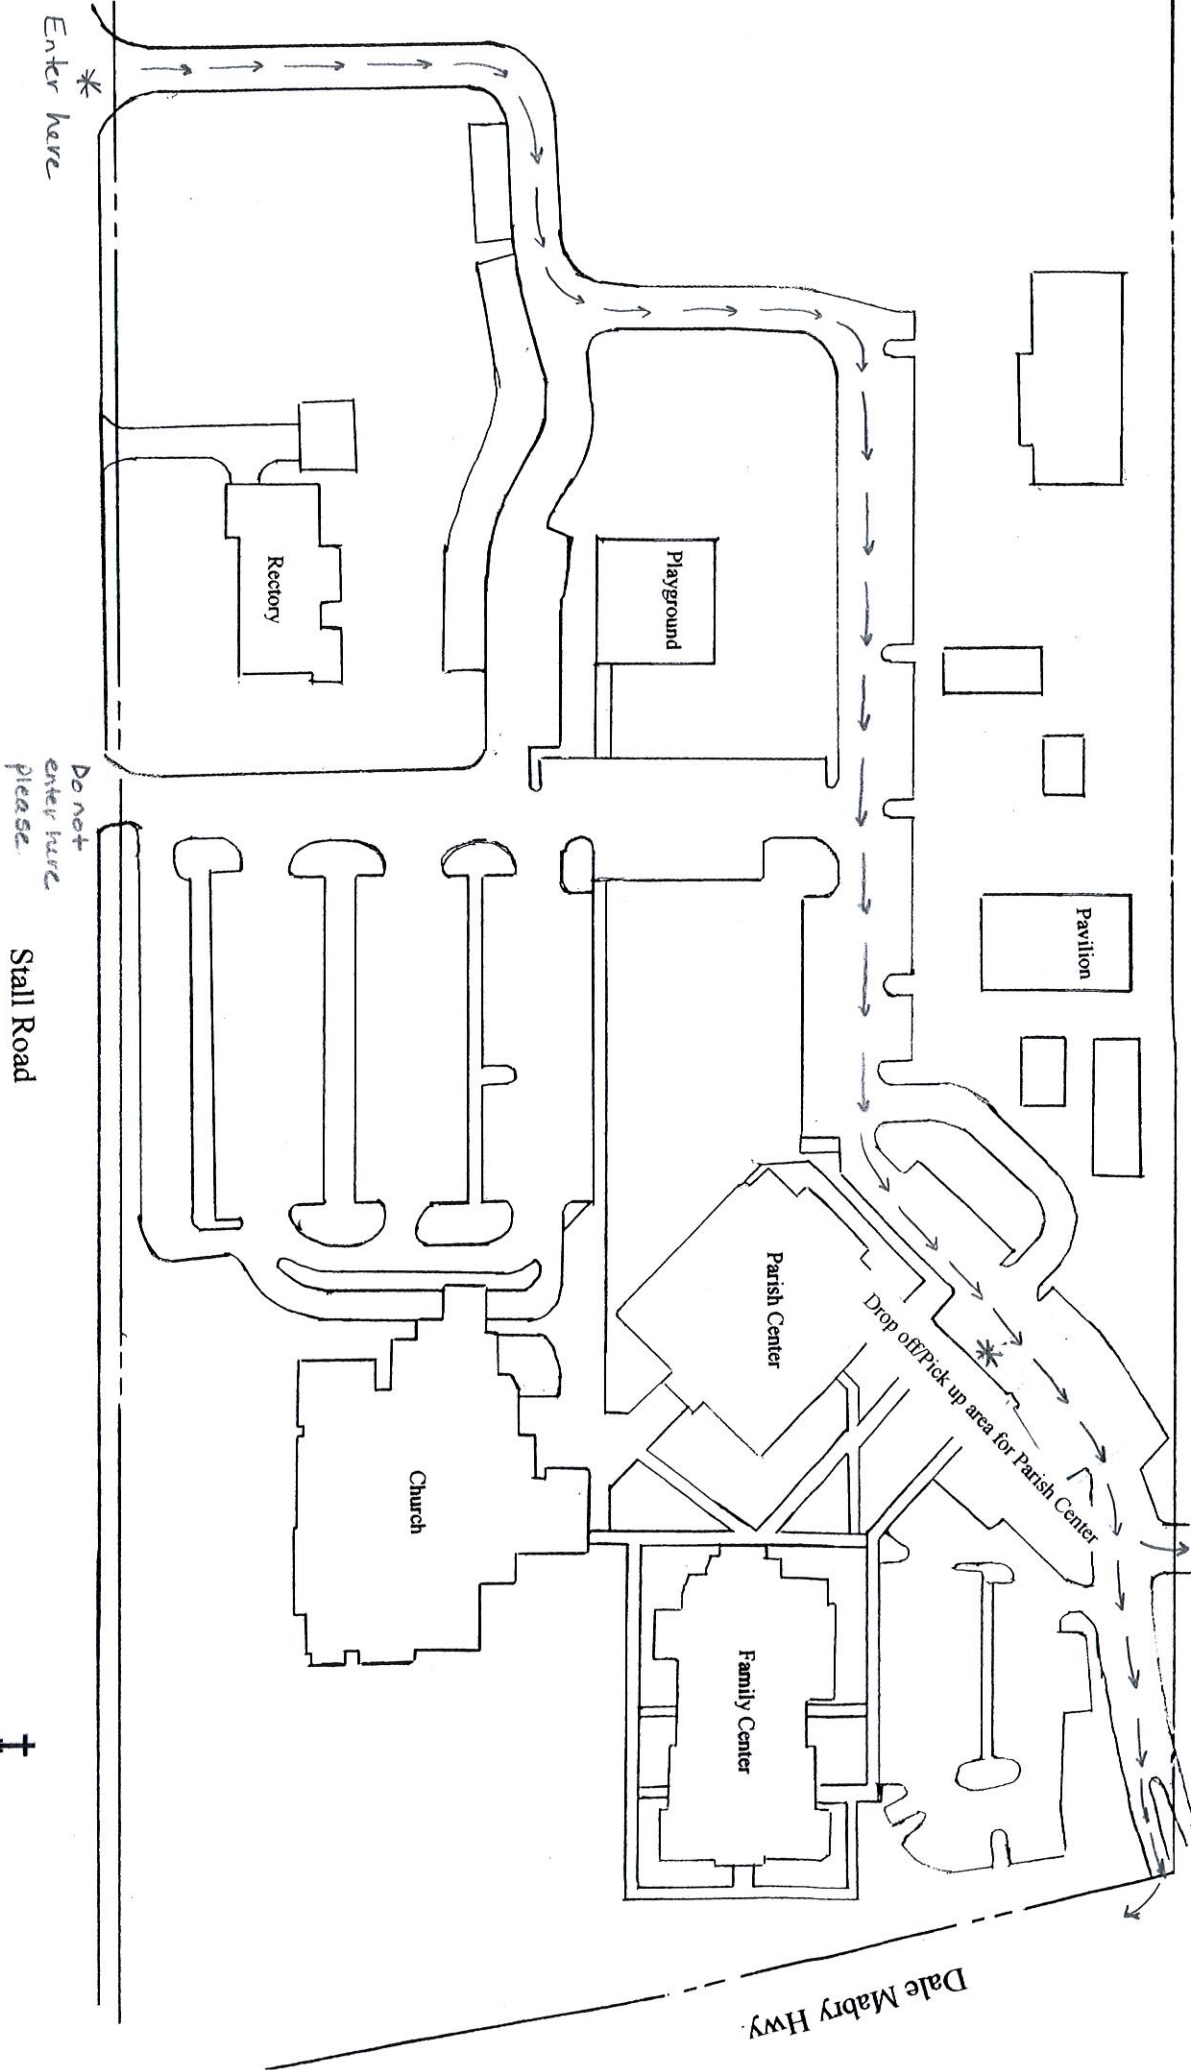 Enter here
Do not
enter here
please.
Stall Road
Rectory
Playground
Pavilion
Parish Center
Drop off/Pick up area for Parish Center
Church
Family Center
Dale Mabry Hwy.